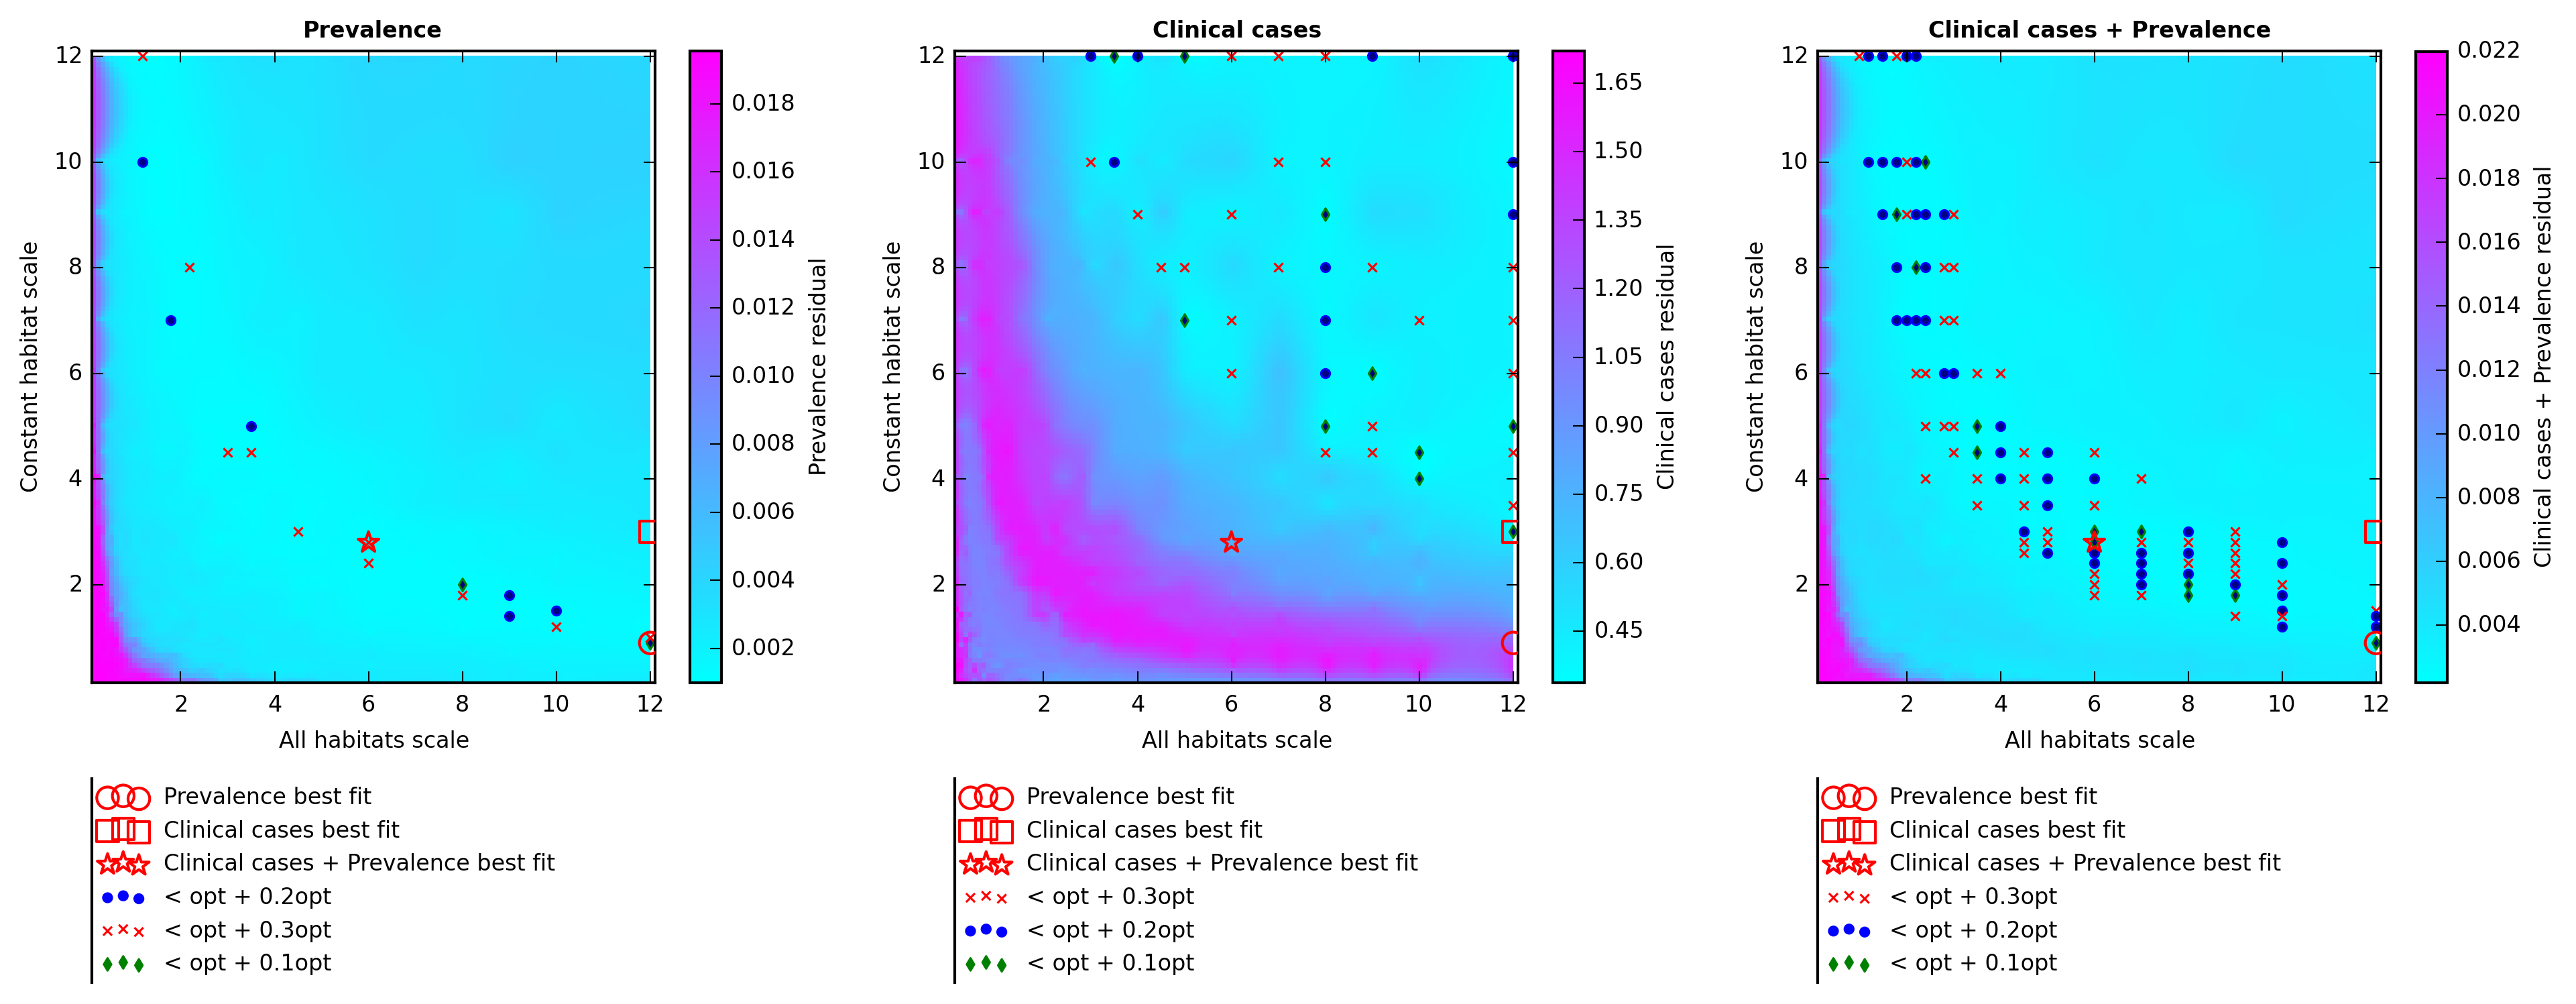 Prevalence
Constant habitat scale
12
10
8
6
4
2
2 4 6 8 10 12
All habitats scale
0.018
0.016
0.014
0.012
0.010
0.008
0.006
0.004
0.002
Prevalence residual
Prevalence best fit
Clinical cases best fit
Clinical cases + Prevalence best fit
< opt + 0.2opt
< opt + 0.3opt
< opt + 0.1opt
Clinical cases
Constant habitat scale
12
10
8
6
4
2
2 4 6 8 10 12
All habitats scale
1.65
1.50
1.35
1.20
1.05
0.90
0.75
0.60
0.45
Clinical cases residual
Prevalence best fit
Clinical cases best fit
Clinical cases + Prevalence best fit
< opt + 0.3opt
< opt + 0.2opt
< opt + 0.1opt
Clinical cases + Prevalence
Constant habitat scale
12
10
8
6
4
2
2 4 6 8 10 12
All habitats scale
0.022
0.020
0.018
0.016
0.014
0.012
0.010
0.008
0.006
0.004
Clinical cases + Prevalence residual
Prevalence best fit
Clinical cases best fit
Clinical cases + Prevalence best fit
< opt + 0.3opt
< opt + 0.2opt
< opt + 0.1opt